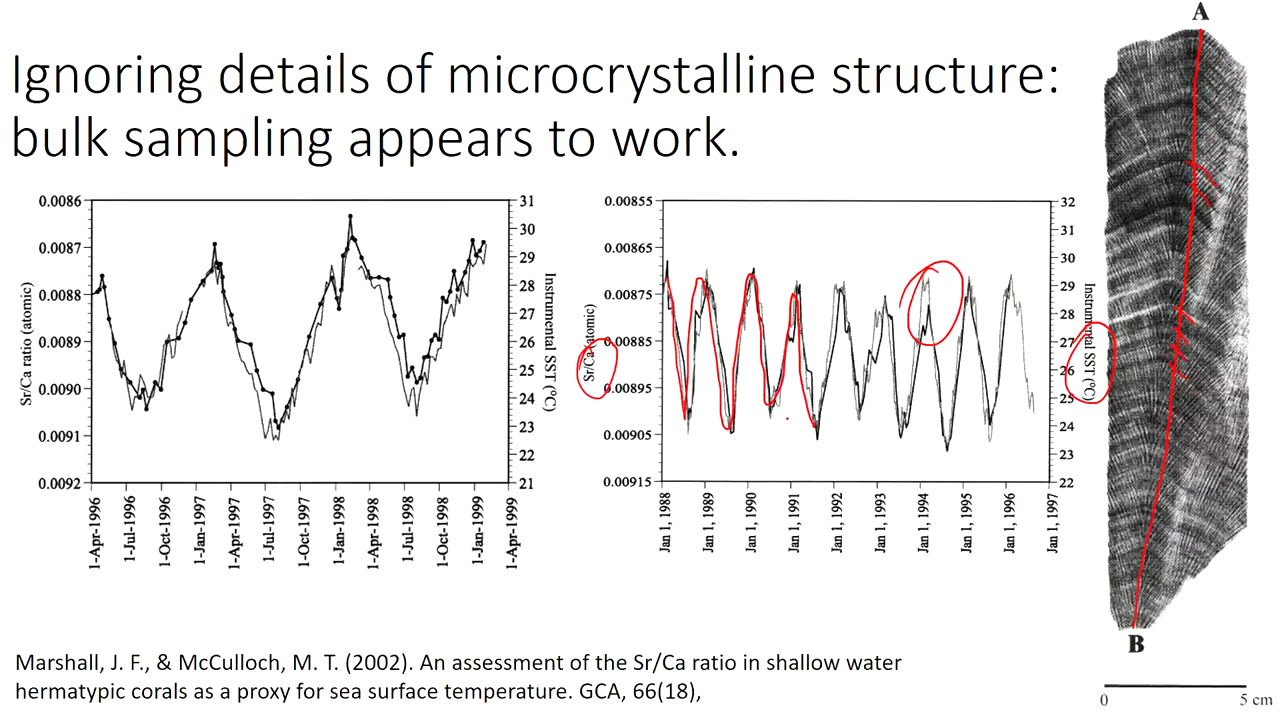 Ignoring details of microcrystalline structure:
bulk sampling appears to work.
Sr/Ca ratio (atomic)
0.0086
0.0087
0.0088
0.0089
0.0090
0.0091
0.0092
31
30
29
28
27
26
25
24
23
22
21
Instrumental SST (°C)
1-Apr-1996
1-Jul-1996
1-Oct-1996
1-Jan-1997
1-Apr-1997
1-Jul-1997
1-Oct-1997
1-Jan-1998
1-Apr-1998
1-Jul-1998
1-Oct-1998
1-Jan-1999
1-Apr-1999
Sr/Ca (atomic)
0.00855
0.00865
0.00875
0.00885
0.00895
0.00905
0.00915
32
31
30
29
28
27
26
25
24
23
22
Instrumental SST (°C)
Jan 1, 1988
Jan 1, 1989
Jan 1, 1990
Jan 1, 1991
Jan 1, 1992
Jan 1, 1993
Jan 1, 1994
Jan 1, 1995
Jan 1, 1996
Jan 1, 1997
A
B
0 5 cm
Marshall, J. F., & McCulloch, M. T. (2002). An assessment of the Sr/Ca ratio in shallow water
hermatypic corals as a proxy for sea surface temperature. GCA, 66(18),